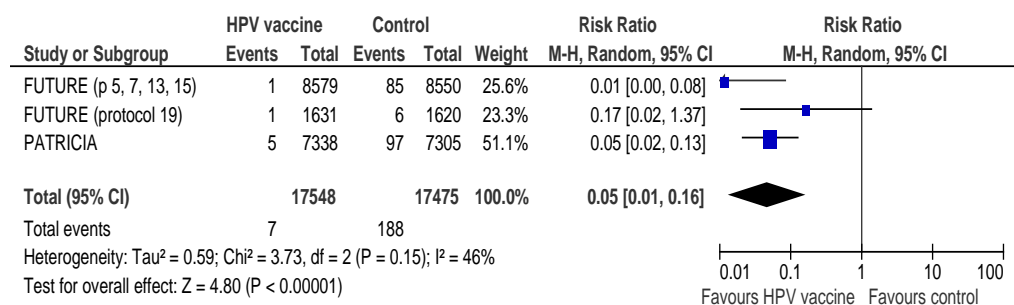 HPV vaccine Control Risk Ratio Risk Ratio
Study or Subgroup Events Total Events Total Weight M-H, Random, 95% CI M-H, Random, 95% CI
FUTURE (p 5, 7, 13, 15) 1 8579 85 8550 25.6% 0.01 [0.00, 0.08]
FUTURE (protocol 19) 1 1631 6 1620 23.3% 0.17 [0.02, 1.37]
PATRICIA 5 7338 97 7305 51.1% 0.05 [0.02, 0.13]
Total (95% CI) 17548 17475 100.0% 0.05 [0.01, 0.16]
Total events 7 188
Heterogeneity: Tau² = 0.59; Chi² = 3.73, df = 2 (P = 0.15); I² = 46%
Test for overall effect: Z = 4.80 (P < 0.00001)
0.01 0.1 1 10 100
Favours HPV vaccine Favours control